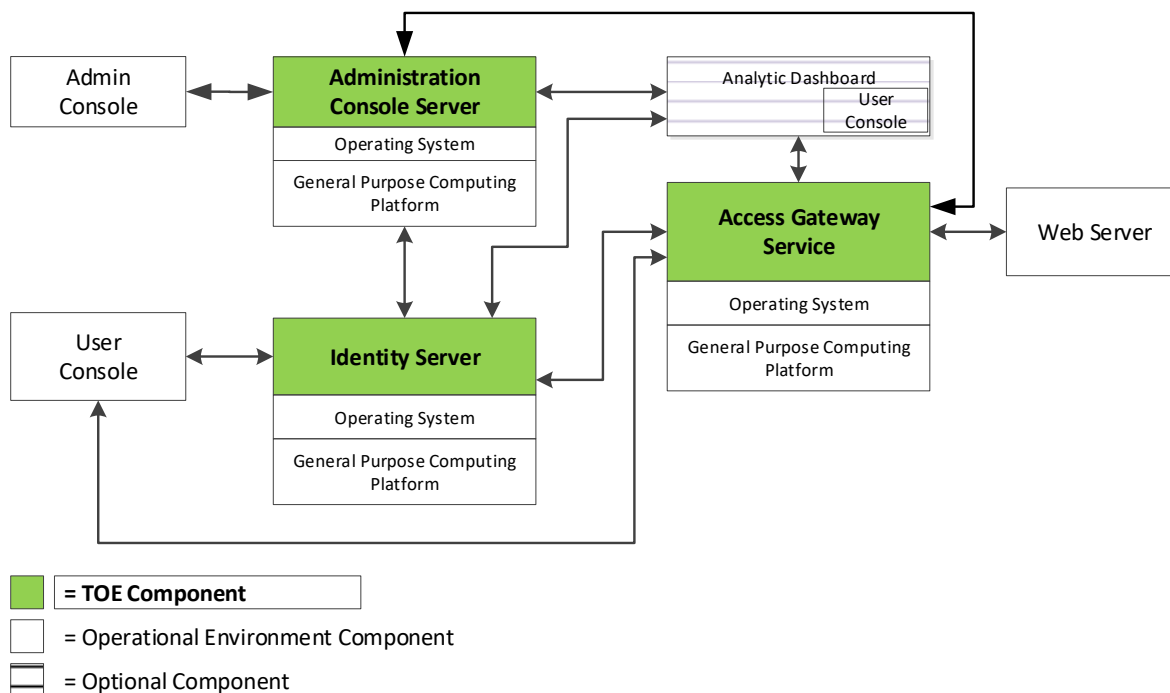 Admin
Console
Administration
Console Server
Operating System
General Purpose Computing
Platform
Analytic Dashboard
User
Console
Access Gateway
Service
Operating System
General Purpose Computing
Platform
Web Server
User
Console
Identity Server
Operating System
General Purpose Computing
Platform
= TOE Component
= Operational Environment Component
= Optional Component